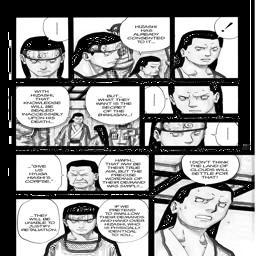 HIZASHI
HAS
ALREADY
CONSENTED
TO IT...
!
WITH
HIZASHI,
THAT
KNOWLEDGE
WILL BE
SEALED
INACCESSIBLY
UPON HIS
DEATH.
BUT...
WHAT THEY
WANT IS THE
SECRET
OF THE
BYAKUGAN...!
"GIVE
US
HYUGA
HIASHI'S
CORPSE."
HMPH...
THAT MAY BE
THEIR TRUE
AIM, BUT THE
PRECISE
WORDING OF
THEIR DEMAND
WAS SIMPLY...
I DON'T THINK
THE LAND OF
CLOUDS WILL
SETTLE FOR
THAT!
...THEY
WILL BE
UNABLE TO
JUSTIFY
RETALIATION.
IF WE
PRETEND
TO SWALLOW
THEIR DEMANDS
AND HAND OVER
HIZASHI, WHO
IS PHYSICALLY
IDENTICAL
TO YOU...